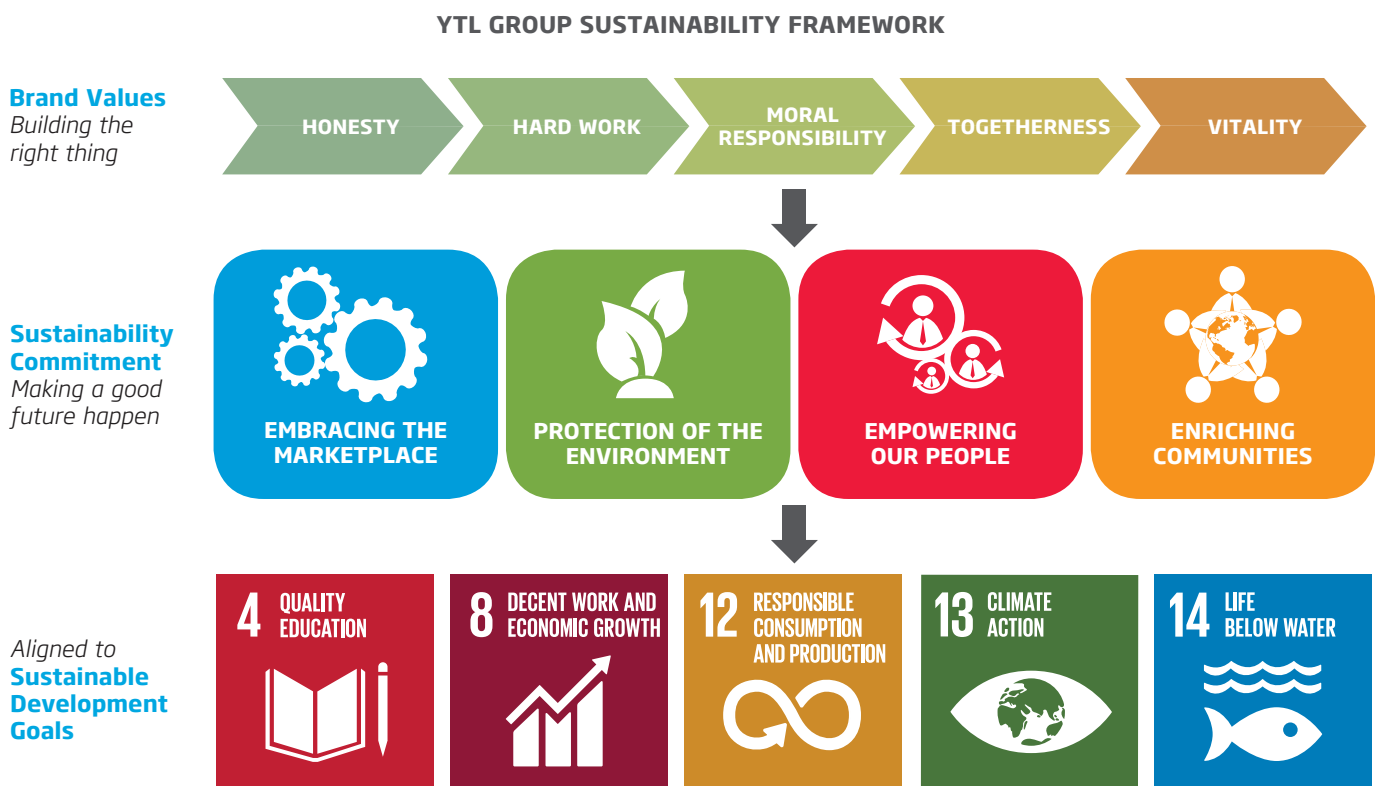 YTL GROUP SUSTAINABILITY FRAMEWORK
Brand Values
Building the
right thing
HONESTY
HARD WORK
MORAL
RESPONSIBILITY
TOGETHERNESS
VITALITY
Sustainability
Commitment
Making a good
future happen
EMBRACING THE
MARKETPLACE
PROTECTION OF THE
ENVIRONMENT
EMPOWERING
OUR PEOPLE
ENRICHING
COMMUNITIES
Aligned to
Sustainable
Development
Goals
4 QUALITY
EDUCATION
8 DECENT WORK AND
ECONOMIC GROWTH
12 RESPONSIBLE
CONSUMPTION
AND PRODUCTION
13 CLIMATE
ACTION
14 LIFE
BELOW WATER